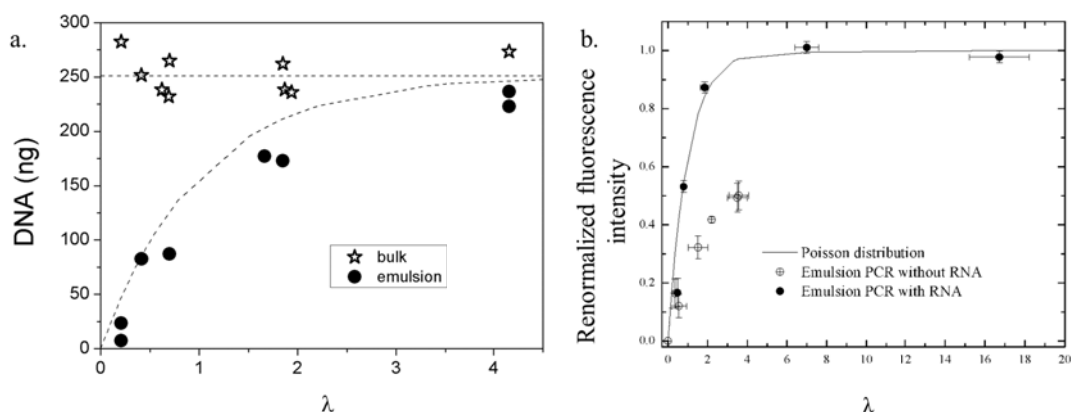 a.
300
250
200
150
100
50
0
DNA (ng)
bulk
emulsion
0
1
2
3
4
λ
b.
1.0
0.8
0.6
0.4
0.2
0.0
Renormalized fluorescence
intensity
Poisson distribution
Emulsion PCR without RNA
Emulsion PCR with RNA
0 2 4 6 8 10 12 14 16 18 20
λ